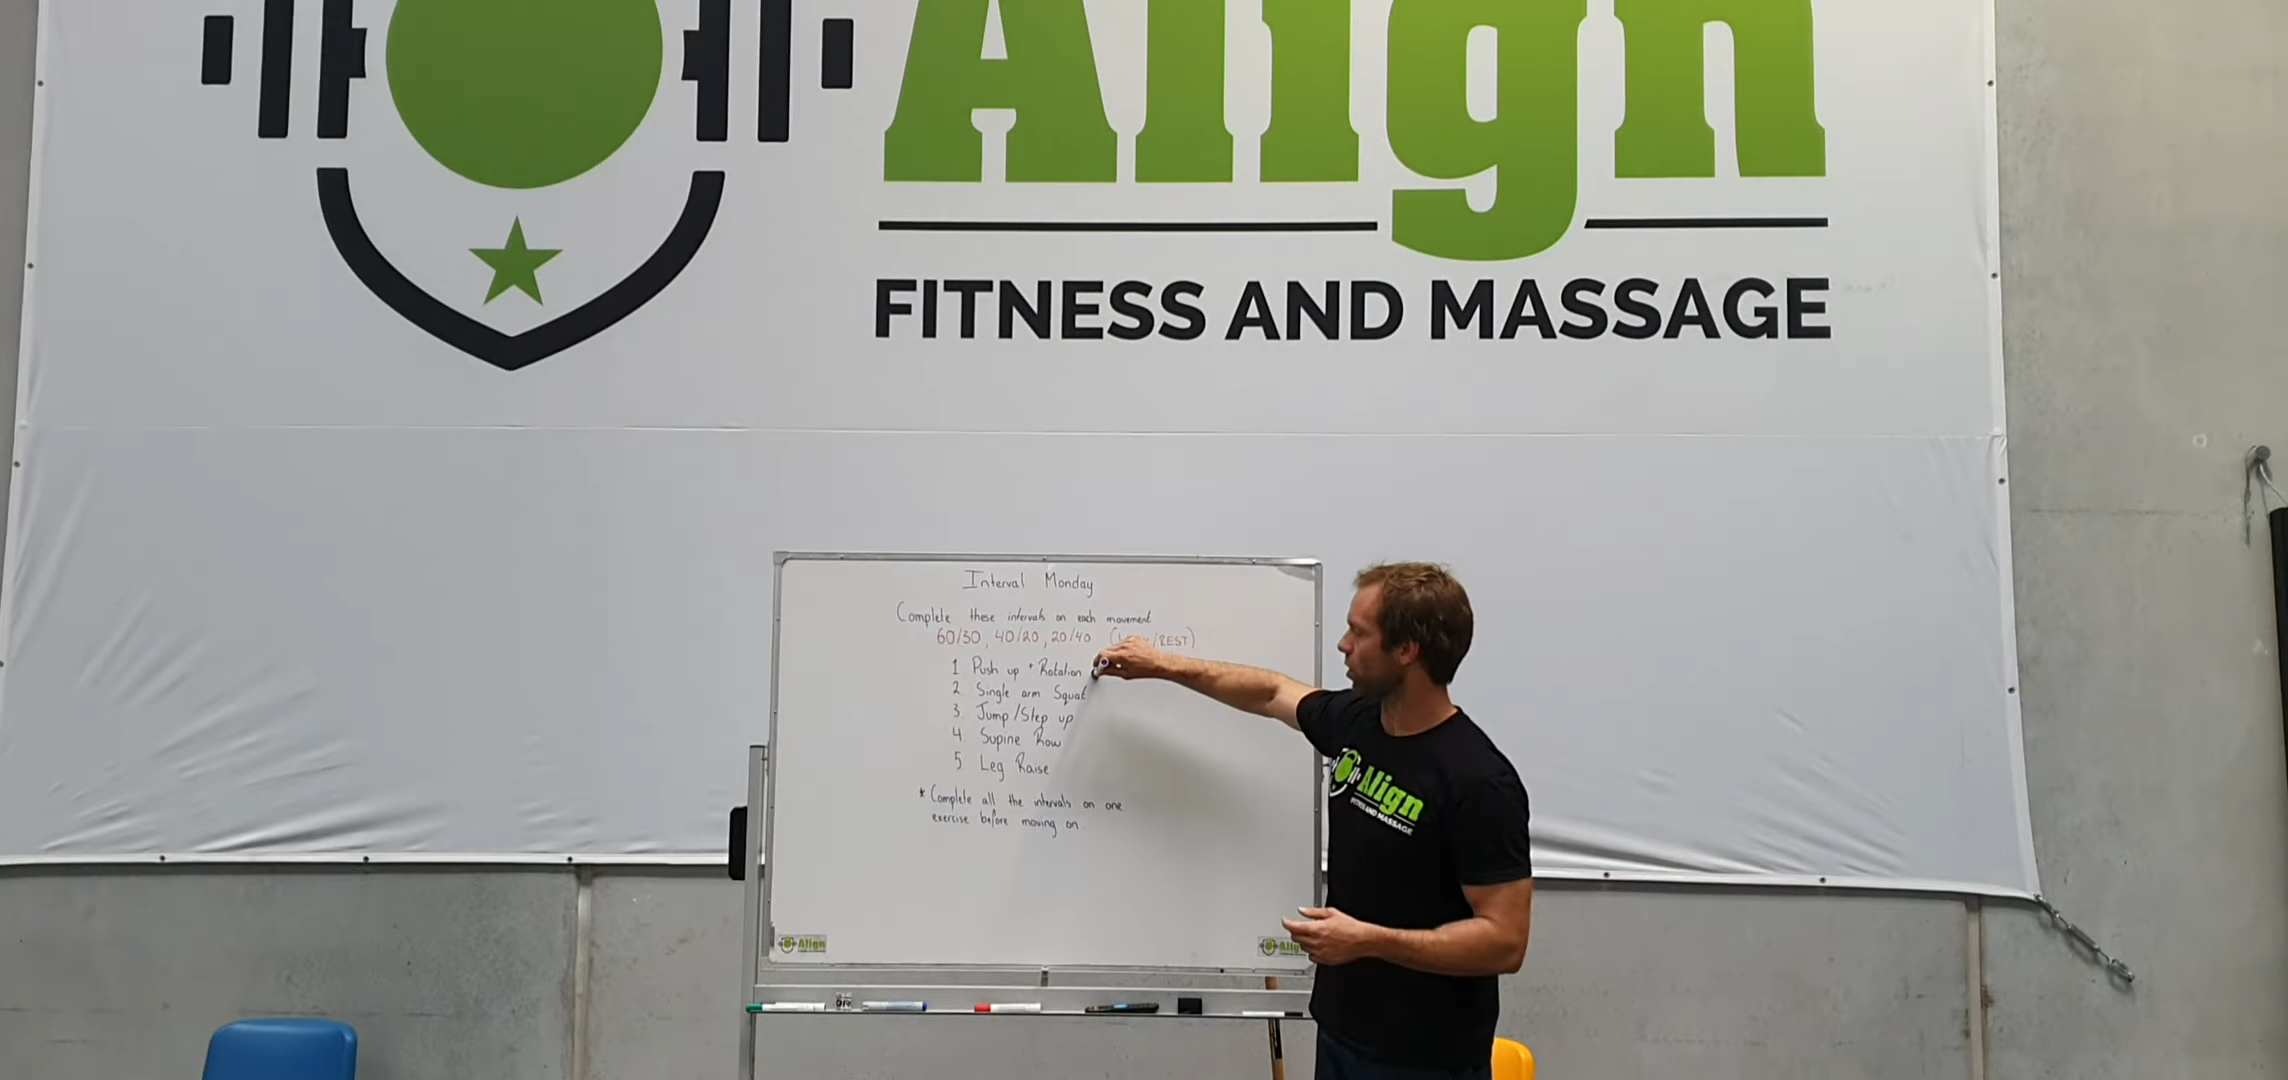 Align
FITNESS AND MASSAGE
Interval Monday
Complete these intervals on each movement
60/30, 40/20, 20/40 (/REST)
1 Push up + Rotation
2 Single arm Squat
3. Jump/Step up
4. Supine Row
5. Leg Raise
* Complete all the intervals on one
exercise before moving on
Align
Align
FITNESS AND MASSAGE